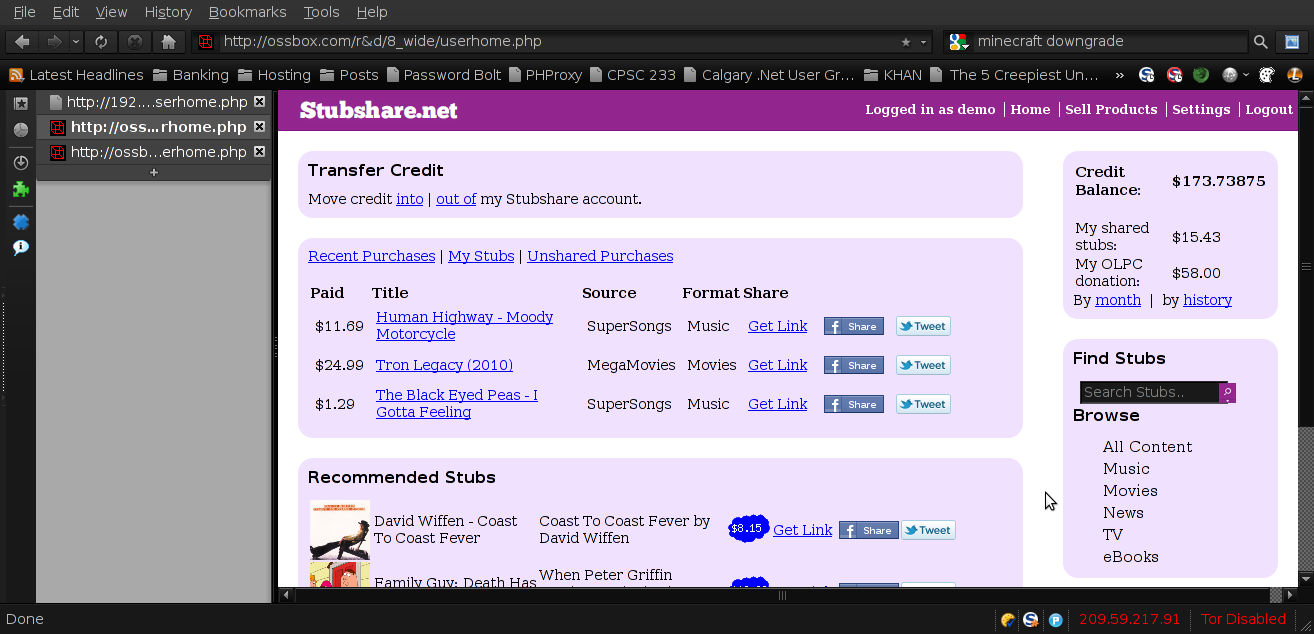 File Edit View History Bookmarks Tools Help
http://ossbox.com/r&d/8_wide/userhome.php
minecraft downgrade
Latest Headlines Banking Hosting Posts Password Bolt PHProxy CPSC 233 Calgary .Net User Gr... KHAN The 5 Creepiest Un... »
http://192....serhome.php
http://oss...rhome.php
http://ossb...erhome.php
Stubshare.net
Logged in as demo | Home | Sell Products | Settings | Logout
Transfer Credit
Move credit into | out of my Stubshare account.
Recent Purchases | My Stubs | Unshared Purchases
Paid Title Source Format Share
$11.69 Human Highway - Moody Motorcycle SuperSongs Music Get Link Share Tweet
$24.99 Tron Legacy (2010) MegaMovies Movies Get Link Share Tweet
$1.29 The Black Eyed Peas - I Gotta Feeling SuperSongs Music Get Link Share Tweet
Recommended Stubs
David Wiffen - Coast To Coast Fever
Coast To Coast Fever by David Wiffen
$8.15 Get Link Share Tweet
Family Guy: Death Has
When Peter Griffin
Credit Balance: $173.73875
My shared stubs: $15.43
My OLPC donation: $58.00
By month | by history
Find Stubs
Search Stubs..
Browse
All Content
Music
Movies
News
TV
eBooks
Done
209.59.217.91 Tor Disabled